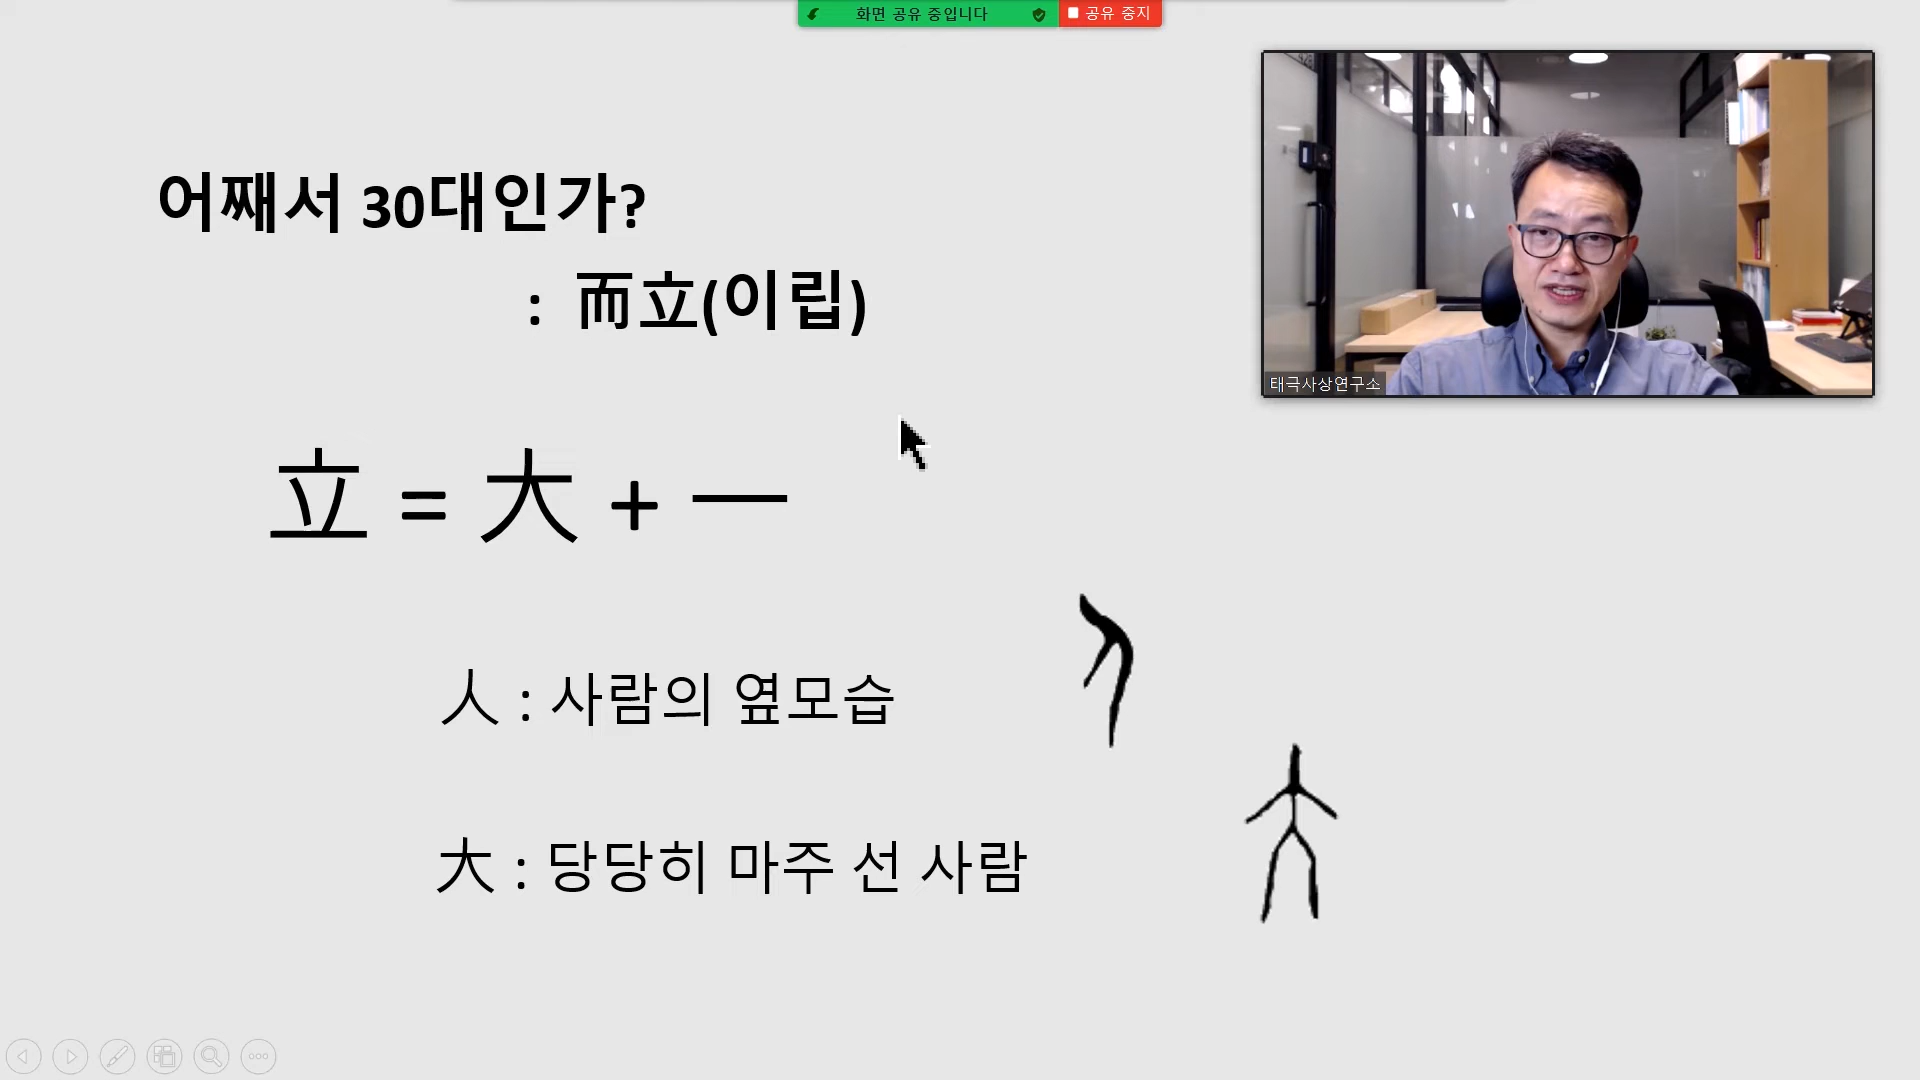 화면 공유 중입니다
공유 중지
어째서 30대인가?
: 而立(이립)
立 = 大 + 一
人 : 사람의 옆모습
大 : 당당히 마주 선 사람
태극사상연구소